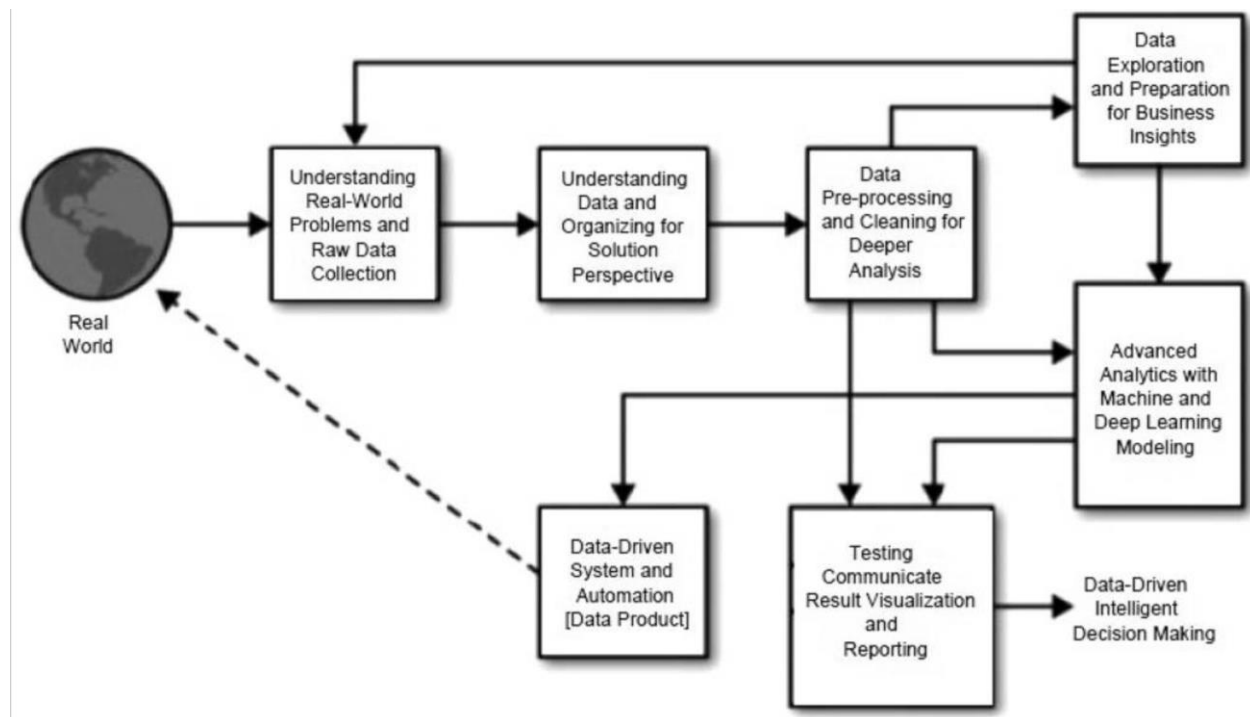 Data
Exploration
and Preparation
for Business
Insights
Understanding
Real-World
Problems and
Raw Data
Collection
Understanding
Data and
Organizing for
Solution
Perspective
Data
Pre-processing
and Cleaning for
Deeper
Analysis
Real
World
Advanced
Analytics with
Machine and
Deep Learning
Modeling
Data-Driven
System and
Automation
[Data Product]
Testing
Communicate
Result Visualization
and
Reporting
Data-Driven
Intelligent
Decision Making